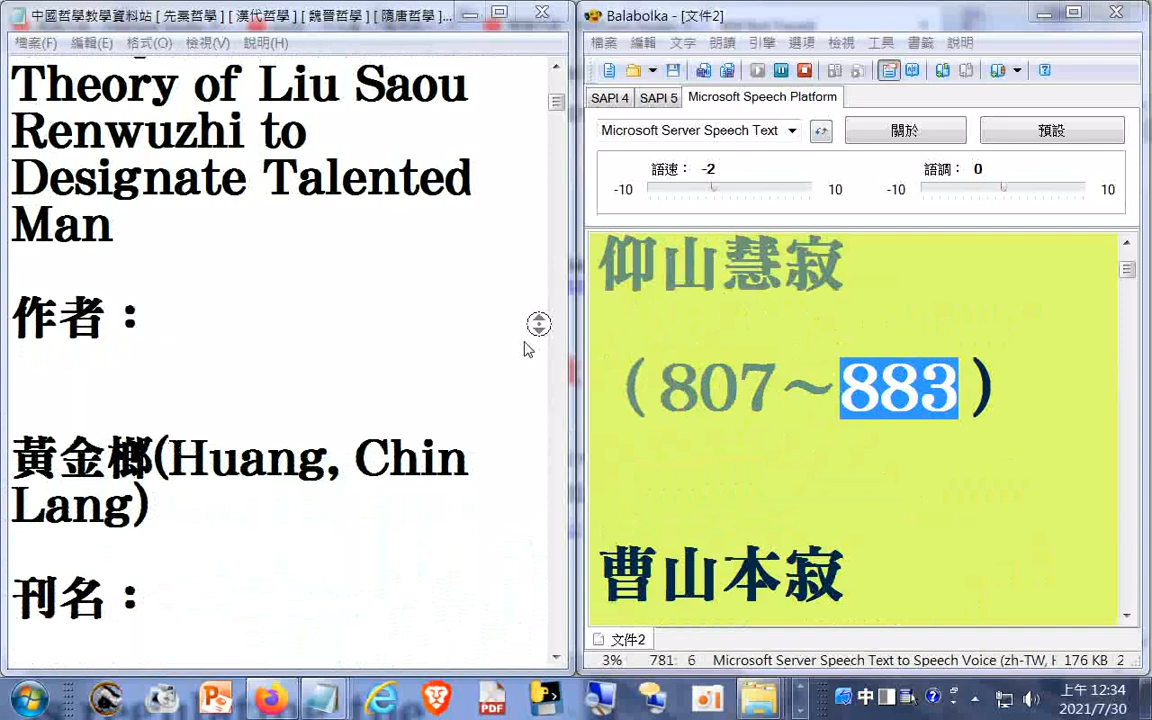 中國哲學教學資料站 [ 先秦哲學 ] [ 漢代哲學 ] [ 魏晉哲學 ] [ 隋唐哲學 ]...
檔案(F) 編輯(E) 格式(O) 檢視(V) 說明(H)
Theory of Liu Saou
Renwuzhi to
Designate Talented
Man
作者：
黃金榔(Huang, Chin
Lang)
刊名：
Balabolka - [文件2]
檔案 編輯 文字 朗讀 引擎 選項 檢視 工具 書籤 說明
SAPI 4 SAPI 5 Microsoft Speech Platform
Microsoft Server Speech Text 關於 預設
語速： -2 語調： 0
-10 10 -10 10
仰山慧寂
（807～883）
曹山本寂
文件2
3% 781: 6 Microsoft Server Speech Text to Speech Voice (zh-TW, H 176 KB 2
中
上午 12:34
2021/7/30